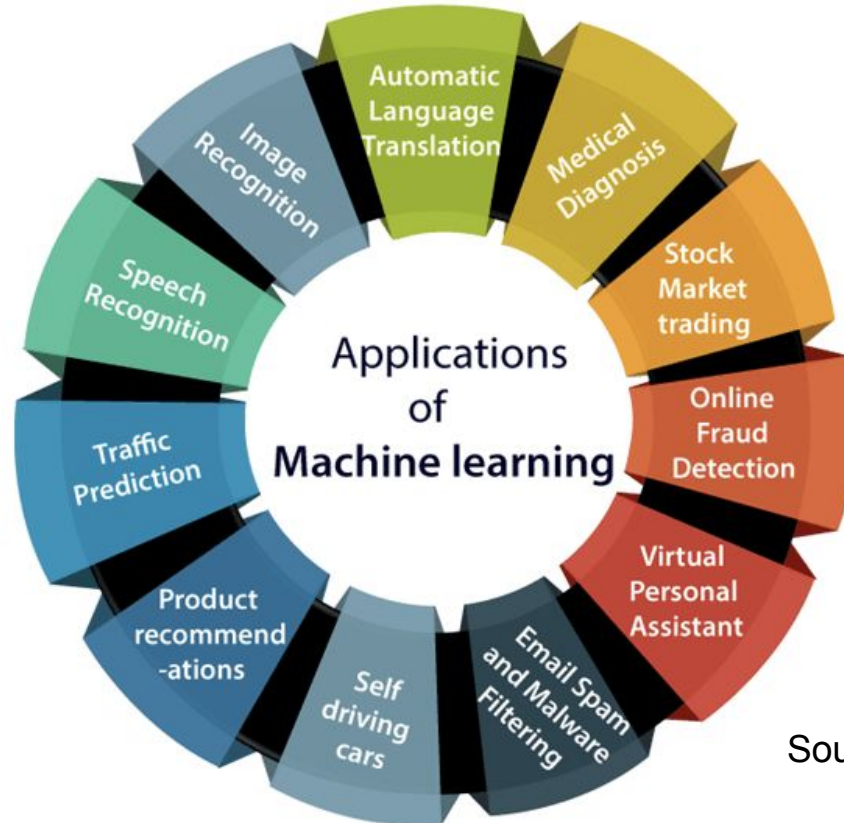 Applications
of
Machine learning
Automatic
Language
Translation
Medical
Diagnosis
Stock
Market
trading
Online
Fraud
Detection
Virtual
Personal
Assistant
Email Spam
and Malware
Filtering
Self
driving
cars
Product
recommend
-ations
Traffic
Prediction
Speech
Recognition
Image
Recognition
Sou